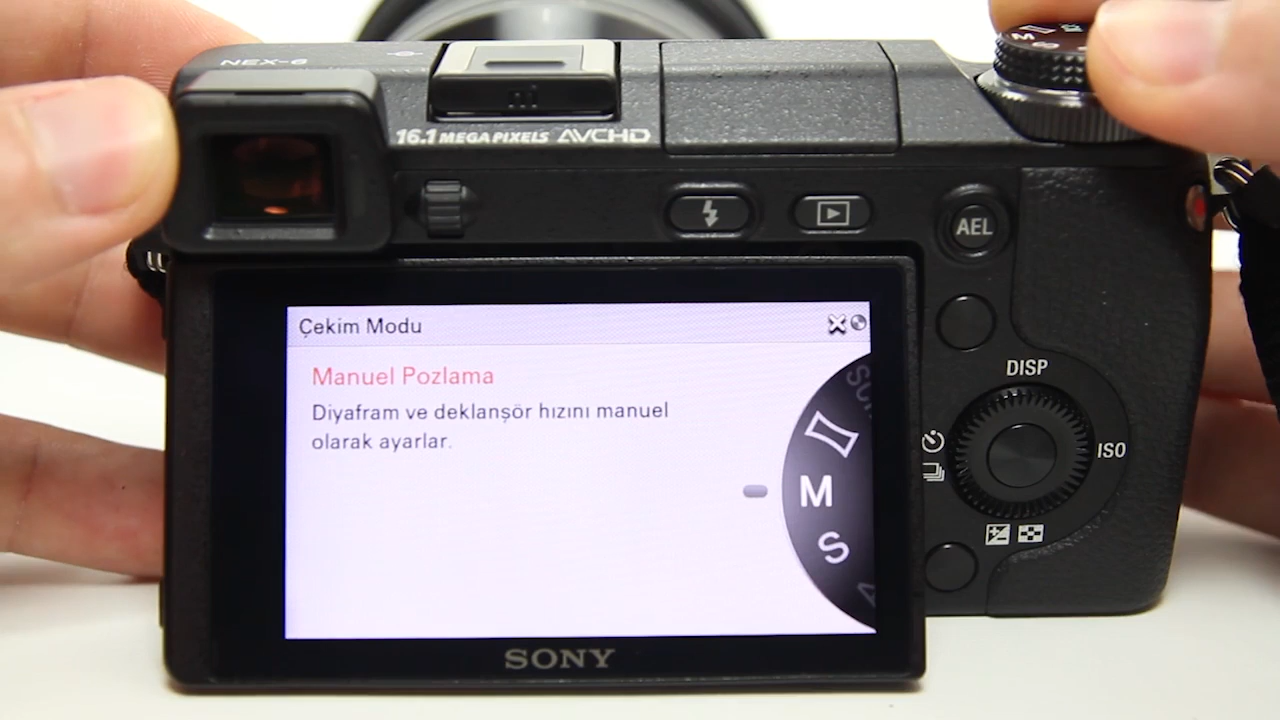 NEX-6
16.1 MEGA PIXELS AVCHD
AEL
Çekim Modu
Manuel Pozlama
Diyafram ve deklanşör hızını manuel
olarak ayarlar.
M
S
DISP
ISO
SONY
M